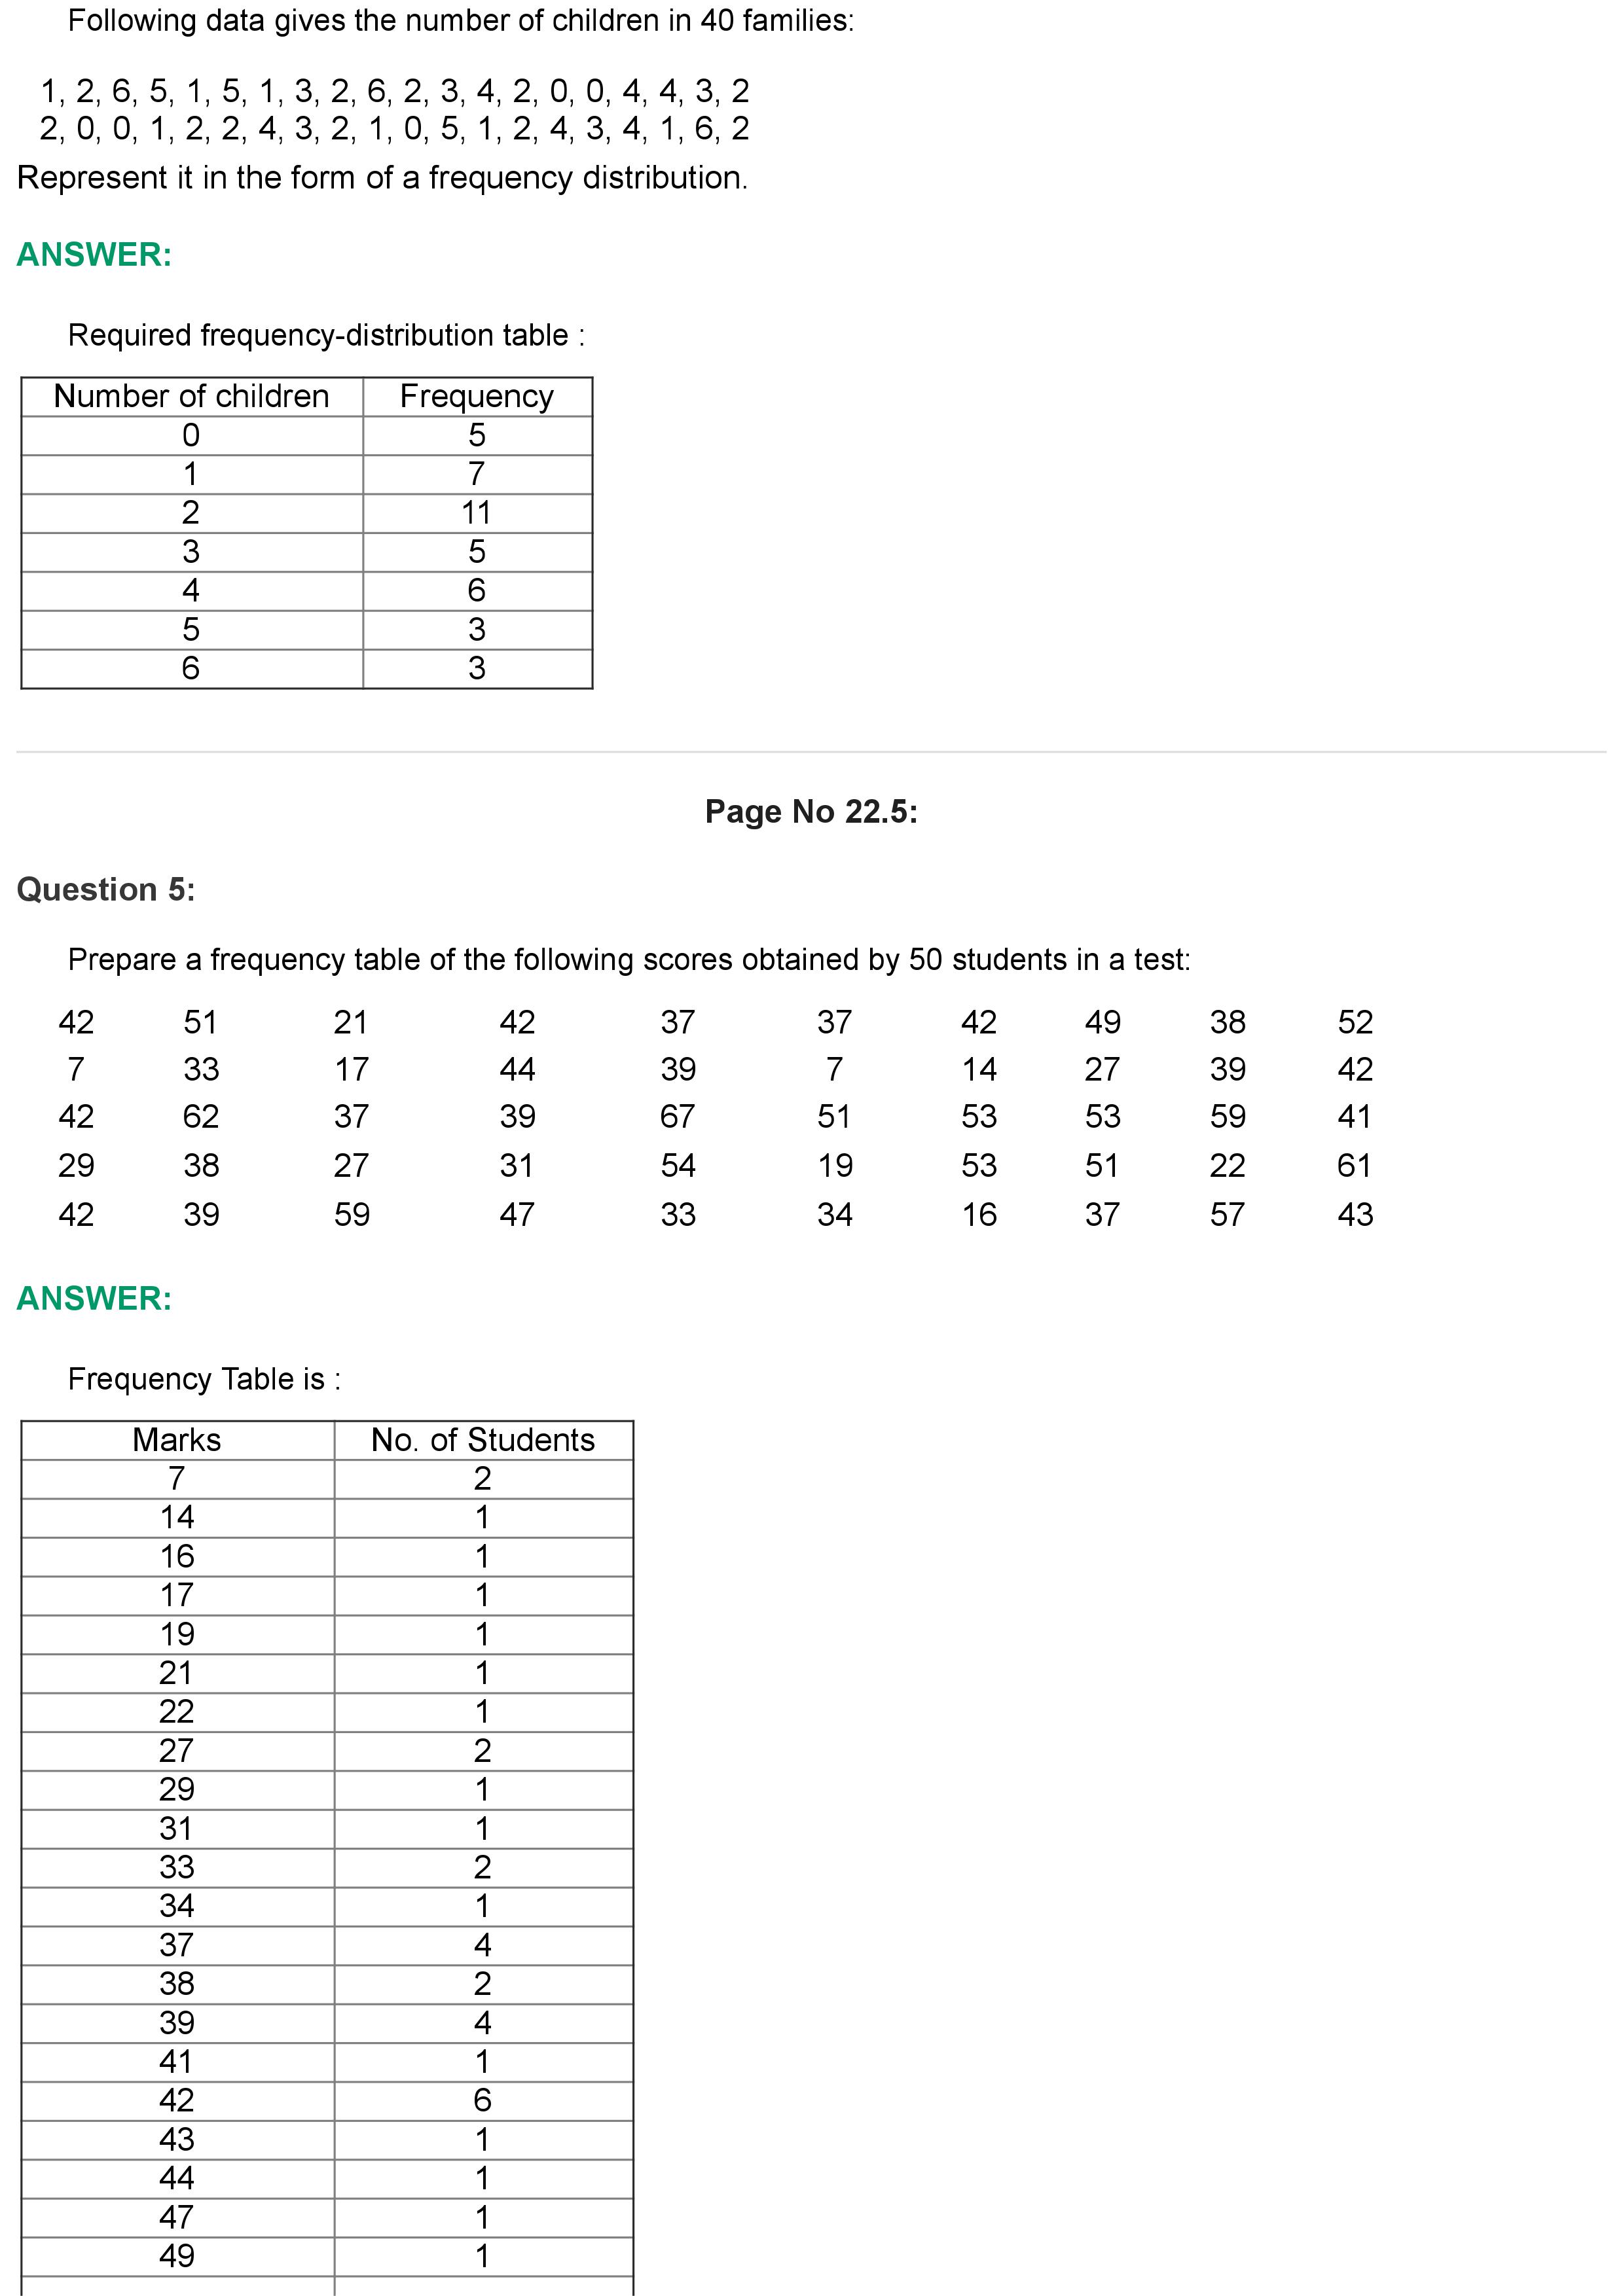 Following data gives the number of children in 40 families:
1, 2, 6, 5, 1, 5, 1, 3, 2, 6, 2, 3, 4, 2, 0, 0, 4, 4, 3, 2
2, 0, 0, 1, 2, 2, 4, 3, 2, 1, 0, 5, 1, 2, 4, 3, 4, 1, 6, 2
Represent it in the form of a frequency distribution.
ANSWER:
Required frequency-distribution table :
Number of children Frequency
0 5
1 7
2 11
3 5
4 6
5 3
6 3
Page No 22.5:
Question 5:
Prepare a frequency table of the following scores obtained by 50 students in a test:
42 51 21 42 37 37 42 49 38 52
7 33 17 44 39 7 14 27 39 42
42 62 37 39 67 51 53 53 59 41
29 38 27 31 54 19 53 51 22 61
42 39 59 47 33 34 16 37 57 43
ANSWER:
Frequency Table is :
Marks No. of Students
7 2
14 1
16 1
17 1
19 1
21 1
22 1
27 2
29 1
31 1
33 2
34 1
37 4
38 2
39 4
41 1
42 6
43 1
44 1
47 1
49 1